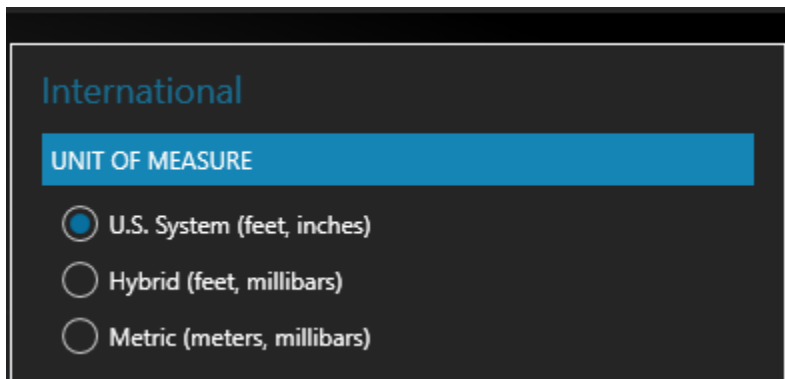 International
UNIT OF MEASURE
U.S. System (feet, inches)
Hybrid (feet, millibars)
Metric (meters, millibars)